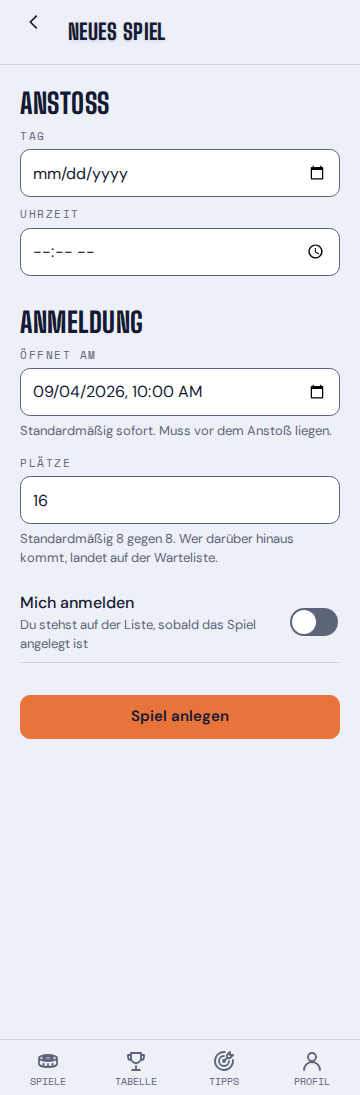 NEUES SPIEL
ANSTOSS
TAG
mm/dd/yyyy
UHRZEIT
--:-- --
ANMELDUNG
ÖFFNET AM
09/04/2026, 10:00 AM
Standardmäßig sofort. Muss vor dem Anstoß liegen.
PLÄTZE
16
Standardmäßig 8 gegen 8. Wer darüber hinaus
kommt, landet auf der Warteliste.
Mich anmelden
Du stehst auf der Liste, sobald das Spiel
angelegt ist
Spiel anlegen
SPIELE TABELLE TIPPS PROFIL